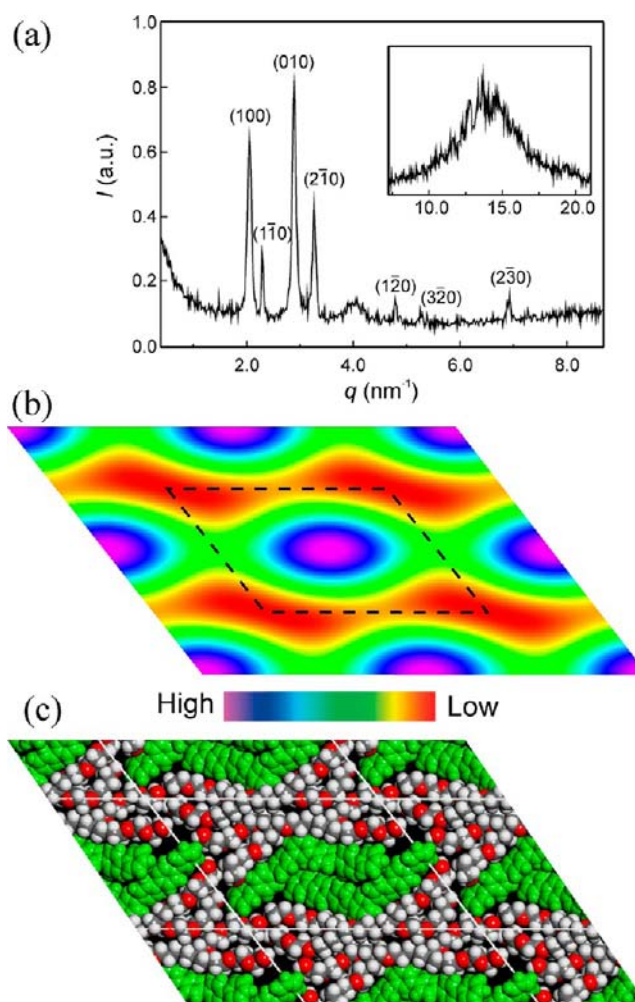 (a)
1.0
0.8
0.6
0.4
0.2
0.0
I (a.u.)
(100)
(11̄0)
(010)
(21̄0)
(12̄0)
(32̄0)
(23̄0)
10.0 15.0 20.0
2.0 4.0 6.0 8.0
q (nm⁻¹)
(b)
High Low
(c)